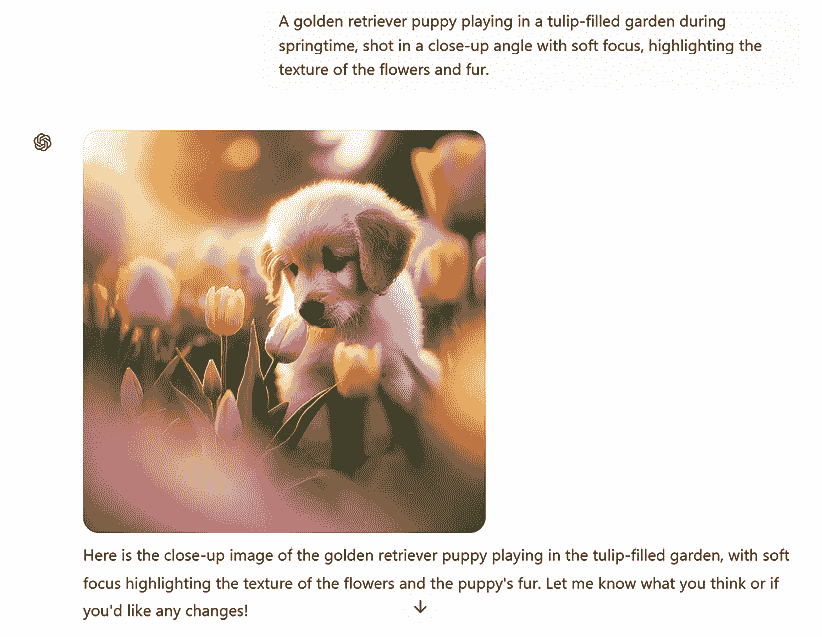 A golden retriever puppy playing in a tulip-filled garden during
springtime, shot in a close-up angle with soft focus, highlighting the
texture of the flowers and fur.
Here is the close-up image of the golden retriever puppy playing in the tulip-filled garden, with soft
focus highlighting the texture of the flowers and the puppy's fur. Let me know what you think or if
you'd like any changes!